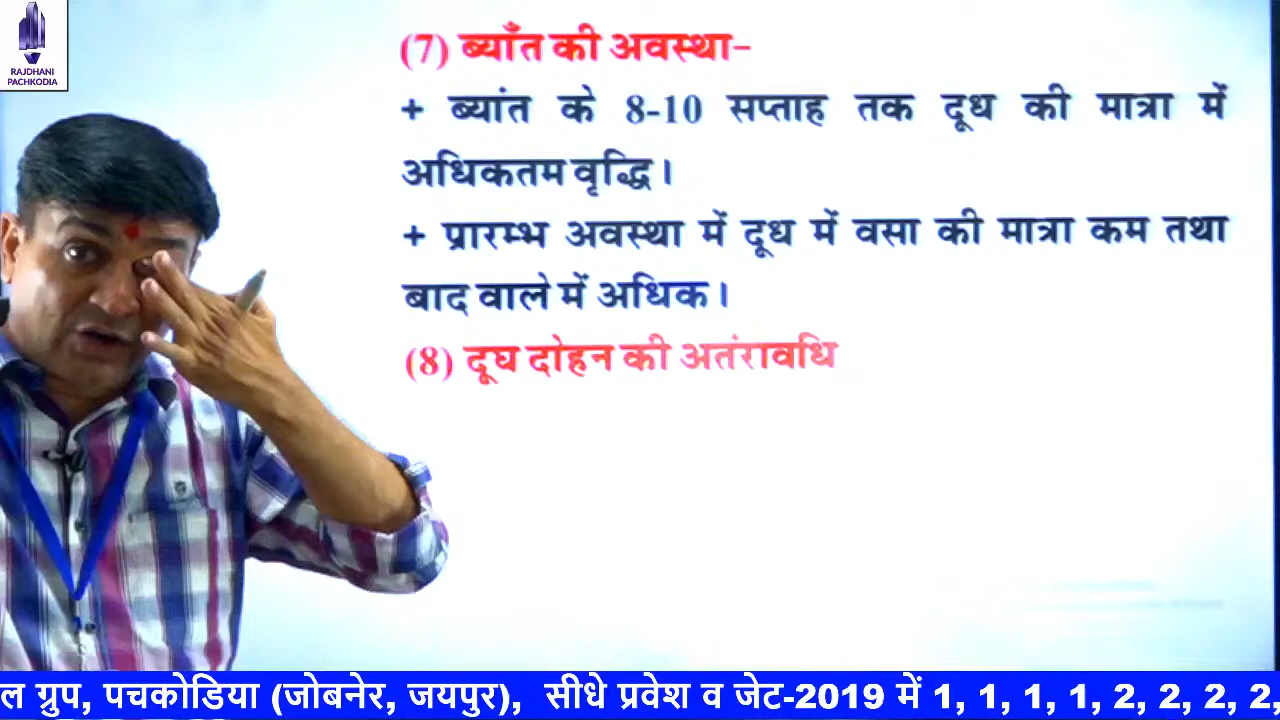 RAJDHANI
PACHKODIA
(7) ब्याँत की अवस्था-
+ ब्यांत के 8-10 सप्ताह तक दूध की मात्रा में
अधिकतम वृद्धि।
+ प्रारम्भ अवस्था में दूध में वसा की मात्रा कम तथा
बाद वाले में अधिक।
(8) दूघ दोहन की अतंरावधि
ल ग्रुप, पचकोडिया (जोबनेर, जयपुर), सीधे प्रवेश व जेट-2019 में 1, 1, 1, 1, 2, 2, 2, 2,